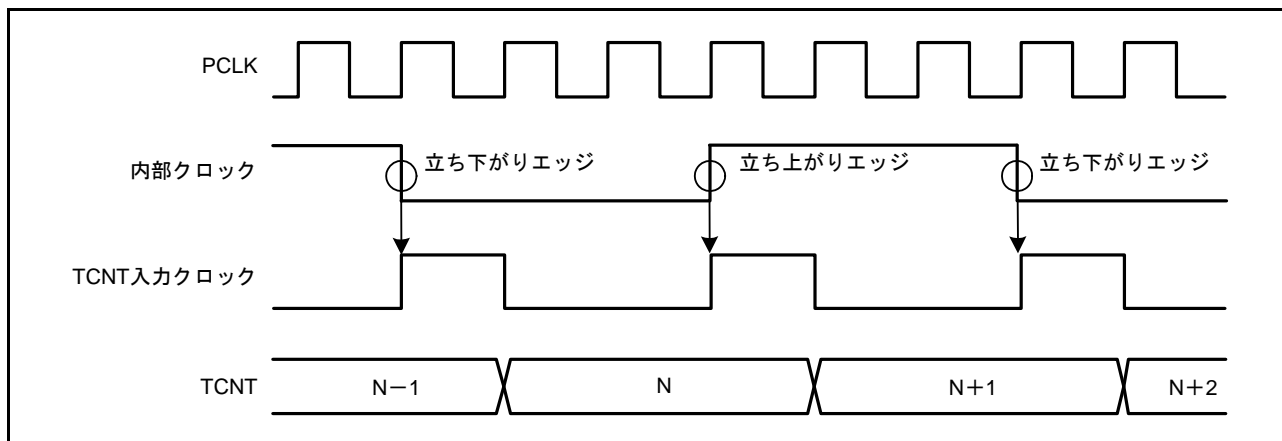 PCLK
内部クロック
立ち下がりエッジ
立ち上がりエッジ
立ち下がりエッジ
TCNT入力クロック
TCNT
N－1
N
N＋1
N＋2